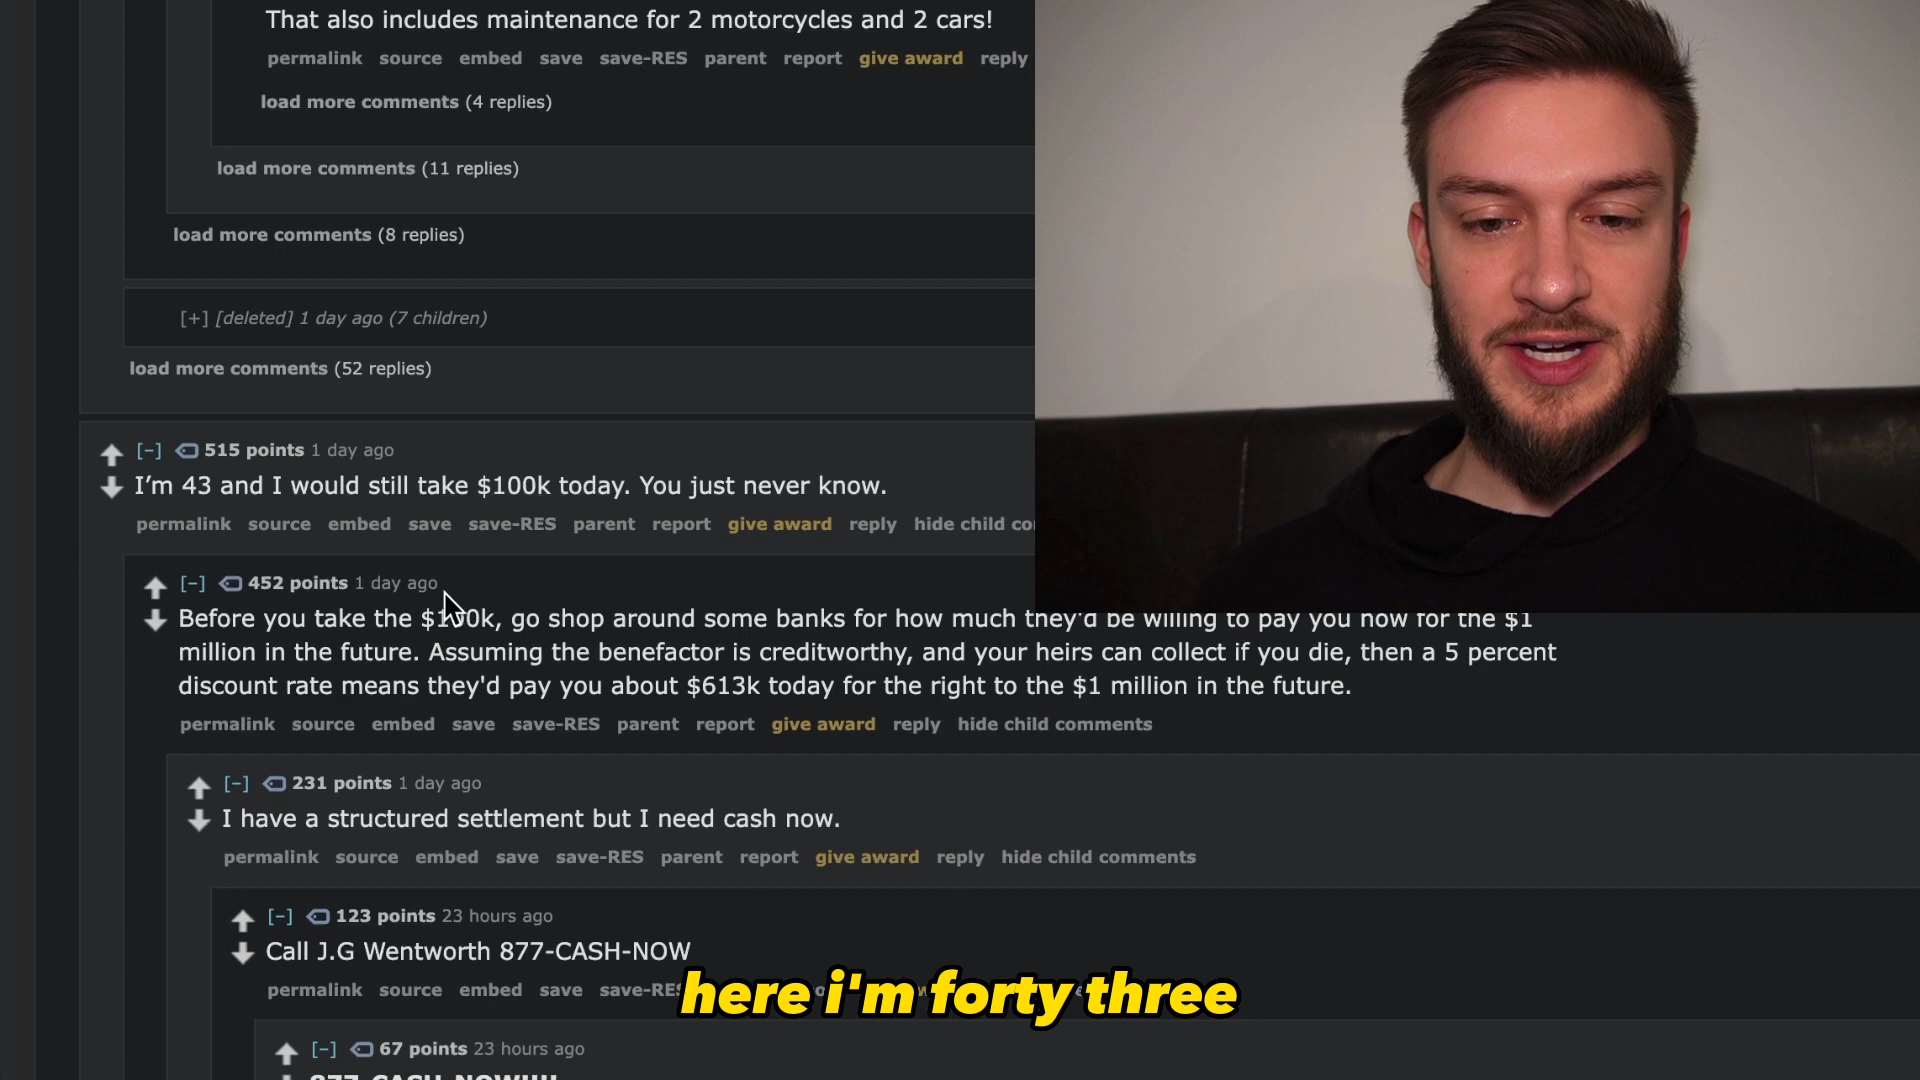 That also includes maintenance for 2 motorcycles and 2 cars!
permalink source embed save save-RES parent report give award reply
load more comments (4 replies)
load more comments (11 replies)
load more comments (8 replies)
[+] [deleted] 1 day ago (7 children)
load more comments (52 replies)
[–] 515 points 1 day ago
I’m 43 and I would still take $100k today. You just never know.
permalink source embed save save-RES parent report give award reply hide child
[–] 452 points 1 day ago
Before you take the $100k, go shop around some banks for how much they'd be willing to pay you now for the $1
million in the future. Assuming the benefactor is creditworthy, and your heirs can collect if you die, then a 5 percent
discount rate means they'd pay you about $613k today for the right to the $1 million in the future.
permalink source embed save save-RES parent report give award reply hide child comments
[–] 231 points 1 day ago
I have a structured settlement but I need cash now.
permalink source embed save save-RES parent report give award reply hide child comments
[–] 123 points 23 hours ago
Call J.G Wentworth 877-CASH-NOW
permalink source embed save save-RES
here i'm forty three
[–] 67 points 23 hours ago
877-CASH-NOW!!!!